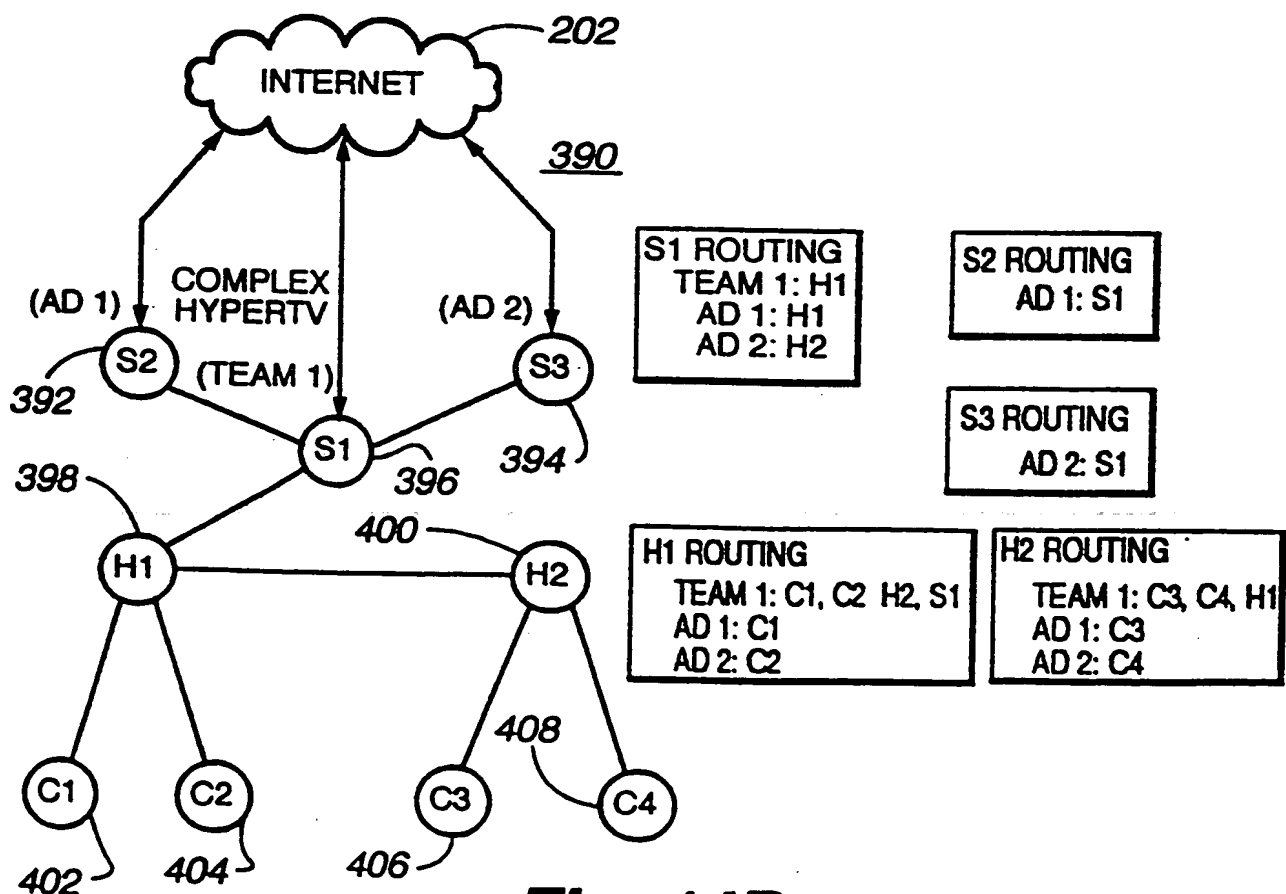 202
INTERNET
390
COMPLEX
HYPERTV
(AD 1)
(AD 2)
(TEAM 1)
S2
S3
S1
392
394
396
398
400
H1
H2
C1
C2
C3
C4
402
404
406
408
S1 ROUTING
TEAM 1: H1
AD 1: H1
AD 2: H2
S2 ROUTING
AD 1: S1
S3 ROUTING
AD 2: S1
H1 ROUTING
TEAM 1: C1, C2 H2, S1
AD 1: C1
AD 2: C2
H2 ROUTING
TEAM 1: C3, C4, H1
AD 1: C3
AD 2: C4